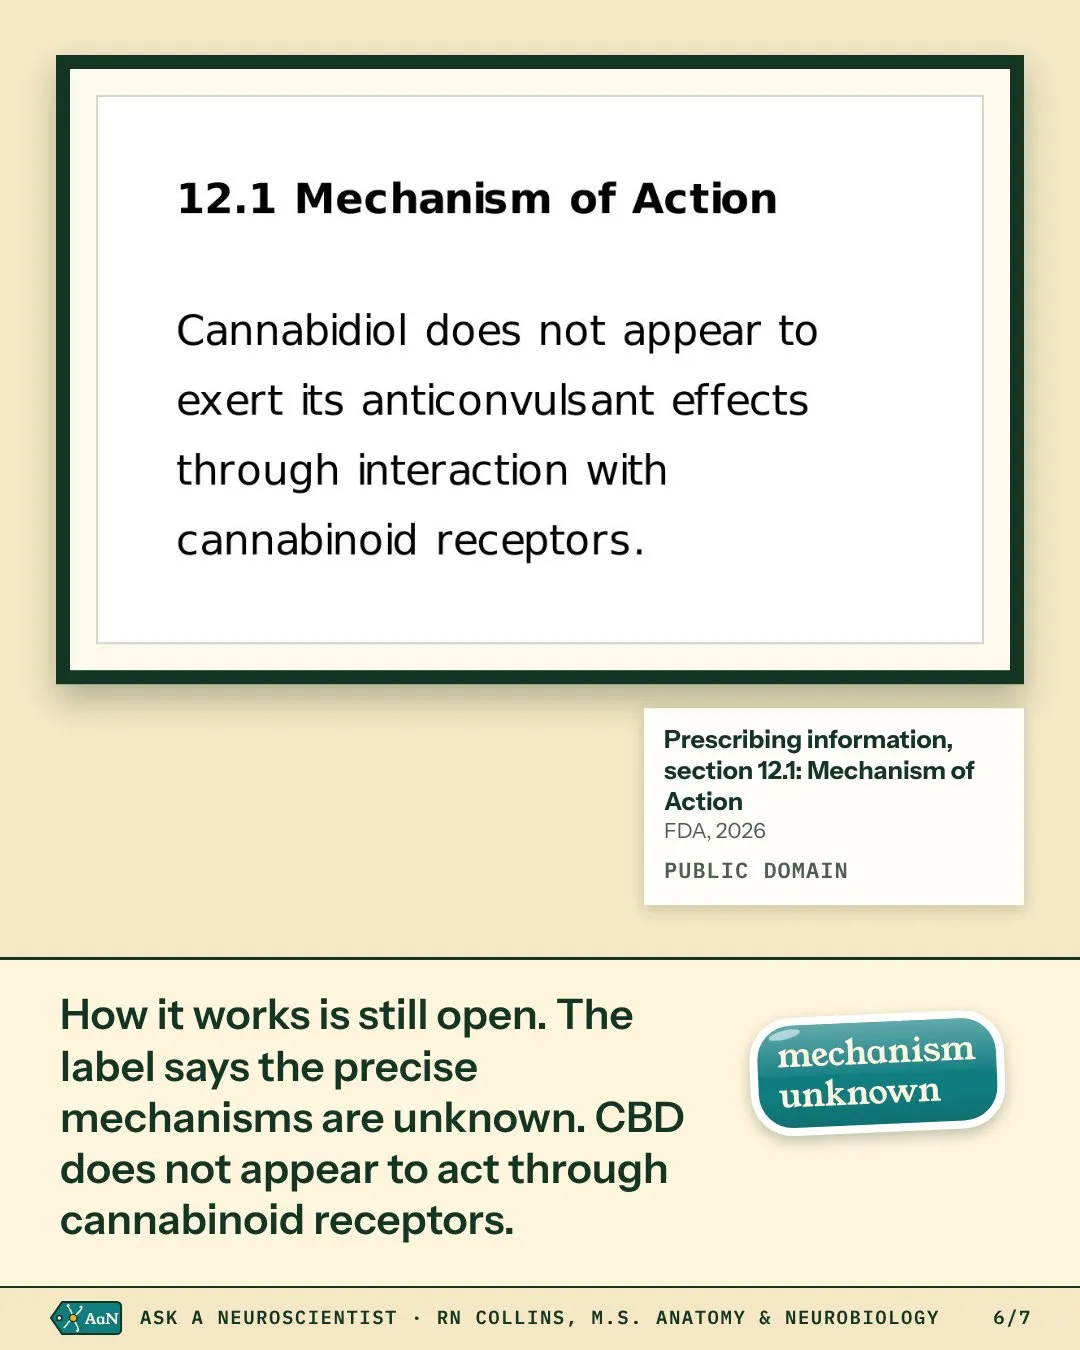 12.1 Mechanism of Action
Cannabidiol does not appear to
exert its anticonvulsant effects
through interaction with
cannabinoid receptors.
Prescribing information,
section 12.1: Mechanism of
Action
FDA, 2026
PUBLIC DOMAIN
How it works is still open. The
label says the precise
mechanisms are unknown. CBD
does not appear to act through
cannabinoid receptors.
mechanism
unknown
AaN ASK A NEUROSCIENTIST · RN COLLINS, M.S. ANATOMY & NEUROBIOLOGY 6/7